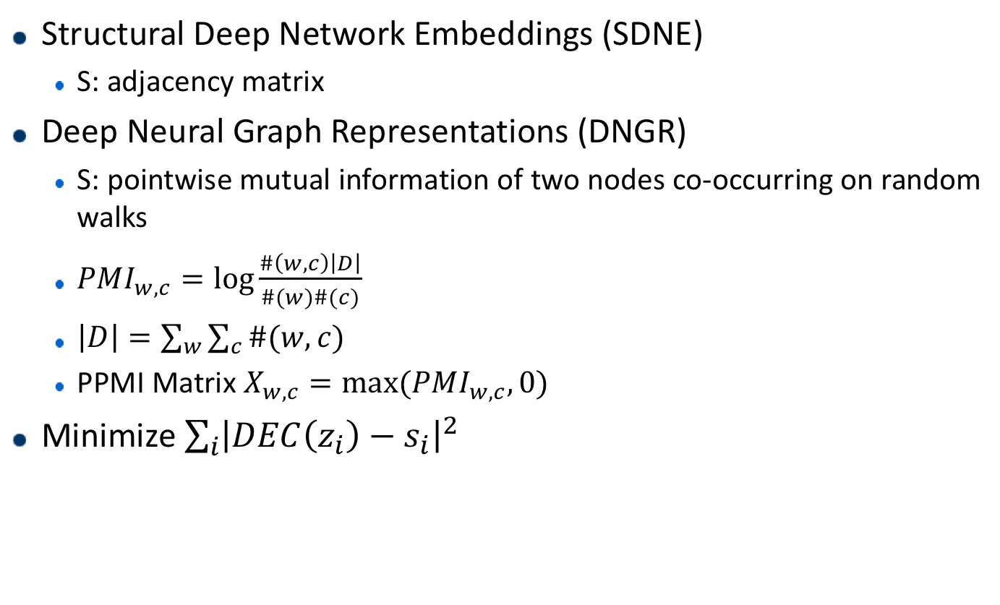 • Structural Deep Network Embeddings (SDNE)
• S: adjacency matrix
• Deep Neural Graph Representations (DNGR)
• S: pointwise mutual information of two nodes co-occurring on random
walks
• $PMI_{w,c} = \log \frac{\#(w,c)|D|}{\#(w)\#(c)}$
• $|D| = \sum_w \sum_c \#(w, c)$
• PPMI Matrix $X_{w,c} = \max(PMI_{w,c}, 0)$
• Minimize $\sum_i |DEC(z_i) - s_i|^2$